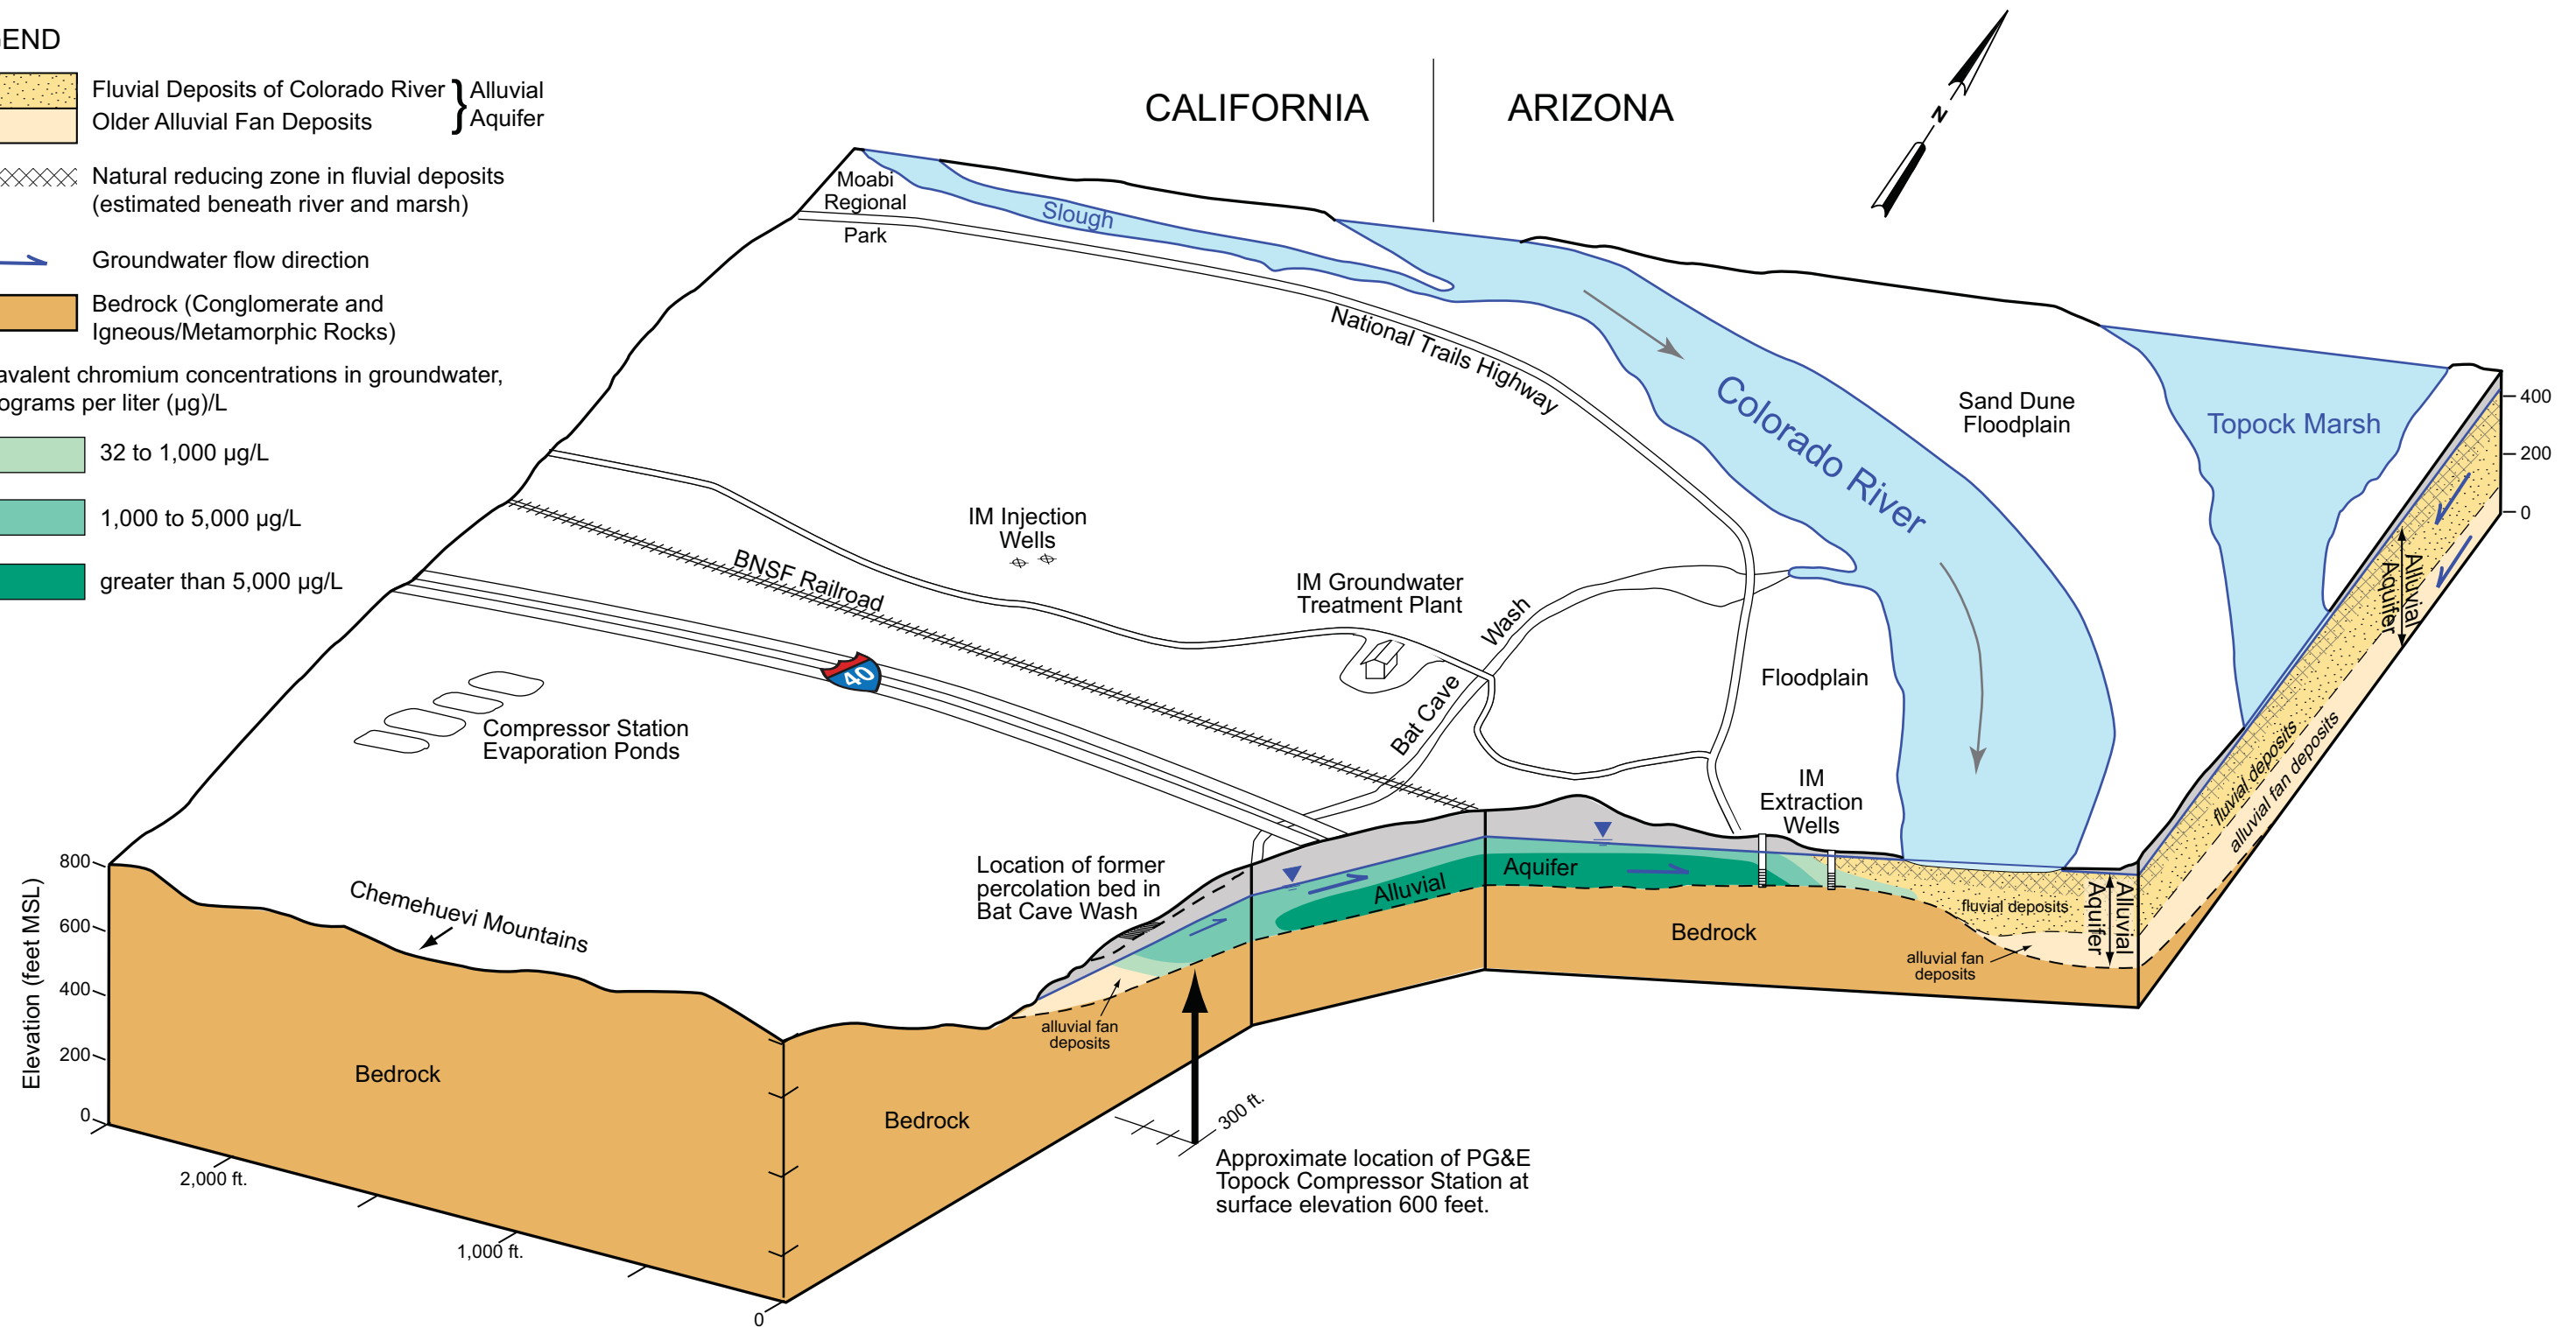 GEND
Fluvial Deposits of Colorado River
Older Alluvial Fan Deposits
} Alluvial
Aquifer
Natural reducing zone in fluvial deposits
(estimated beneath river and marsh)
Groundwater flow direction
Bedrock (Conglomerate and
Igneous/Metamorphic Rocks)
avalent chromium concentrations in groundwater,
ograms per liter (µg)/L
32 to 1,000 µg/L
1,000 to 5,000 µg/L
greater than 5,000 µg/L
CALIFORNIA
ARIZONA
N
Moabi
Regional
Park
Slough
National Trails Highway
Colorado River
Sand Dune
Floodplain
Topock Marsh
400
200
0
Alluvial
Aquifer
fluvial deposits
alluvial fan deposits
IM Injection
Wells
BNSF Railroad
IM Groundwater
Treatment Plant
Bat Cave
Wash
Floodplain
40
Compressor Station
Evaporation Ponds
IM
Extraction
Wells
Location of former
percolation bed in
Bat Cave Wash
Alluvial
Aquifer
Bedrock
fluvial deposits
alluvial fan
deposits
Alluvial
Aquifer
Elevation (feet MSL)
800
600
400
200
0
Chemehuevi Mountains
Bedrock
Bedrock
alluvial fan
deposits
2,000 ft.
1,000 ft.
0
300 ft.
Approximate location of PG&E
Topock Compressor Station at
surface elevation 600 feet.